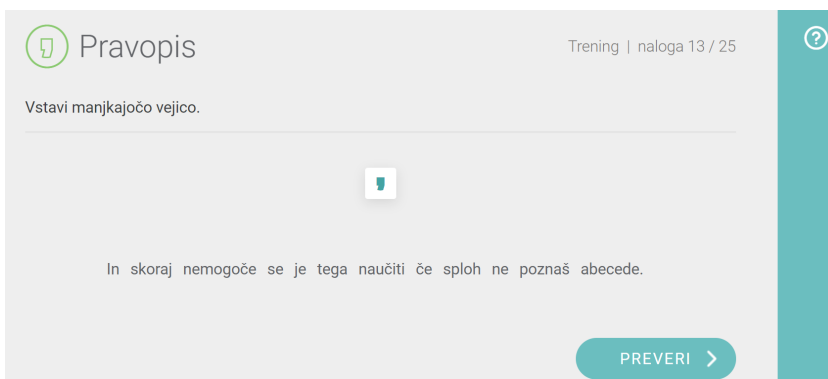 Pravopis
Trening | naloga 13 / 25
Vstavi manjkajočo vejico.
,
In skoraj nemogoče se je tega naučiti če sploh ne poznaš abecede.
PREVERI